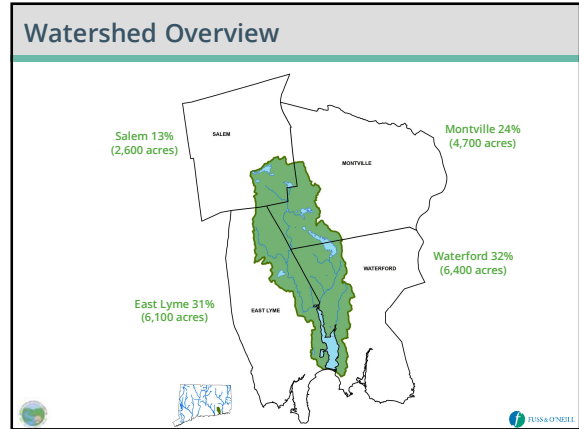 Watershed Overview
Salem 13%
(2,600 acres)
SALEM
Montville 24%
(4,700 acres)
MONTVILLE
Waterford 32%
(6,400 acres)
WATERFORD
East Lyme 31%
(6,100 acres)
EAST LYME
FUSS & O'NEILL